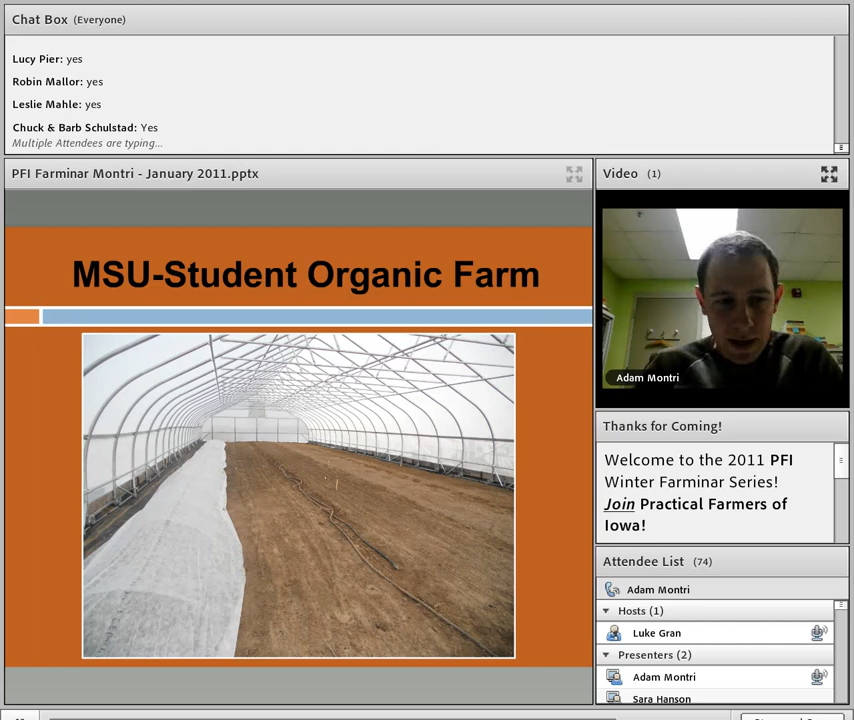 Chat Box (Everyone)
Lucy Pier: yes
Robin Mallor: yes
Leslie Mahle: yes
Chuck & Barb Schulstad: Yes
Multiple Attendees are typing...
PFI Farminar Montri - January 2011.pptx
MSU-Student Organic Farm
Video (1)
Adam Montri
Thanks for Coming!
Welcome to the 2011 PFI
Winter Farminar Series!
Join Practical Farmers of
Iowa!
Attendee List (74)
Adam Montri
Hosts (1)
Luke Gran
Presenters (2)
Adam Montri
Sara Hanson